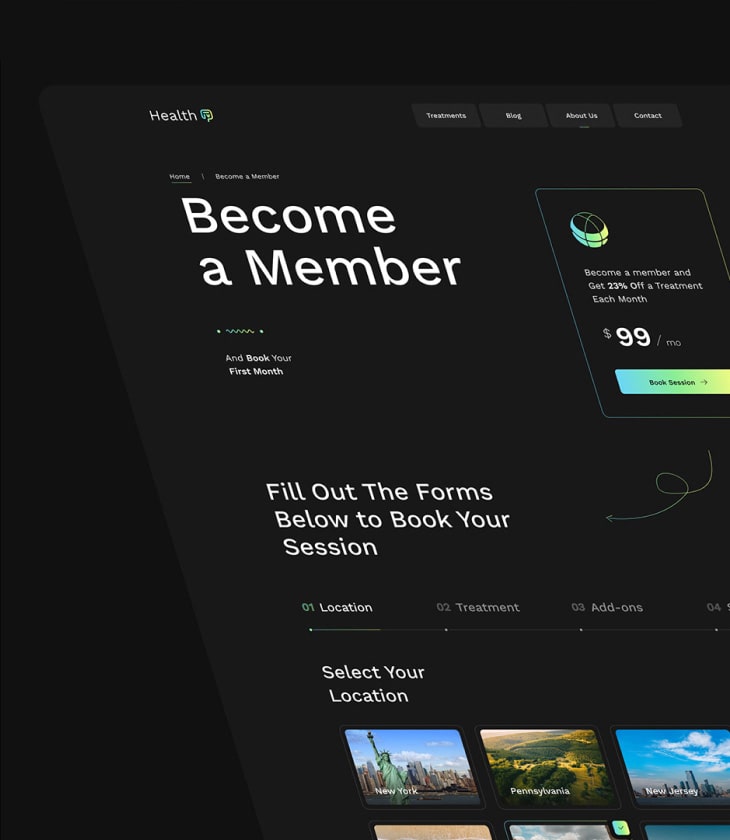 Health
Treatments
Blog
About Us
Contact
Home \ Become a Member
Become
a Member
And Book Your
First Month
Become a member and
Get 23% Off a Treatment
Each Month
$ 99 / mo
Book Session →
Fill Out The Forms
Below to Book Your
Session
01 Location
02 Treatment
03 Add-ons
04
Select Your
Location
New York
Pennsylvania
New Jersey